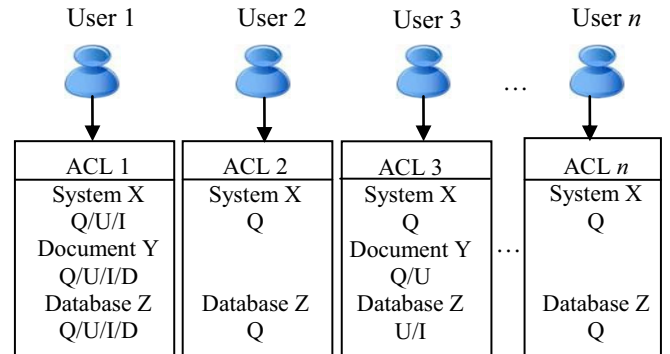 User 1 User 2 User 3 User n
...
ACL 1 ACL 2 ACL 3 ACL n
System X System X System X System X
Q/U/I Q Q Q
Document Y Document Y
Q/U/I/D Q/U ...
Database Z Database Z Database Z Database Z
Q/U/I/D Q U/I Q